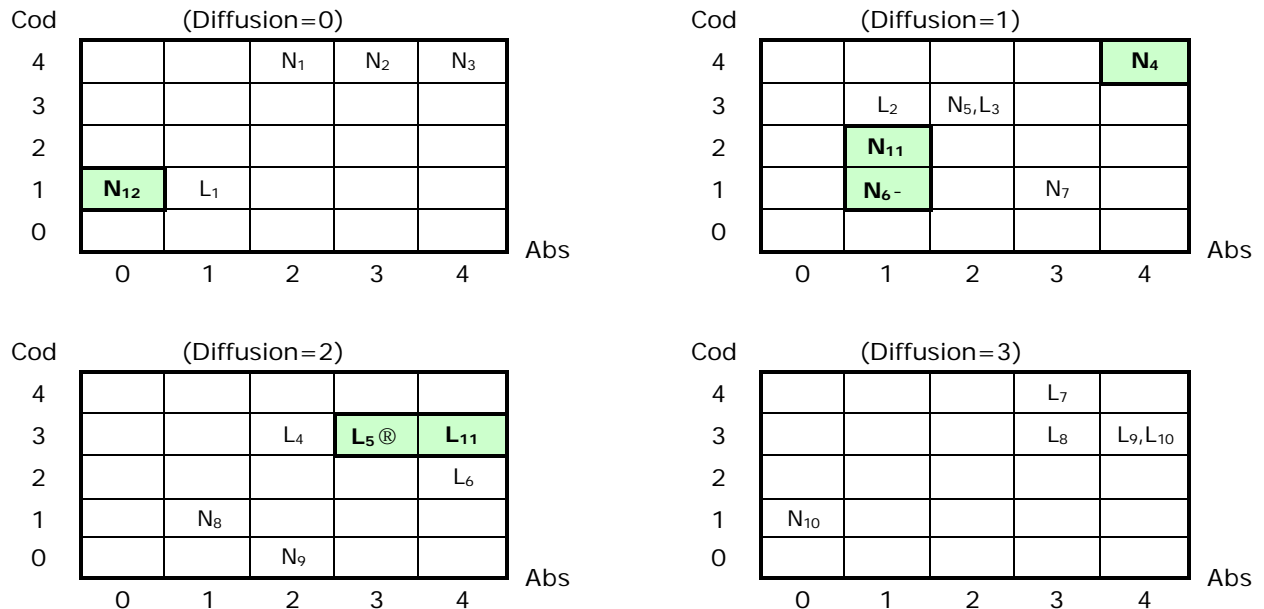 Cod (Diffusion=0)
4 N₁ N₂ N₃
3
2
1 N₁₂ L₁
0
Abs
0 1 2 3 4
Cod (Diffusion=1)
4 N₄
3 L₂ N₅,L₃
2 N₁₁
1 N₆- N₇
0
Abs
0 1 2 3 4
Cod (Diffusion=2)
4
3 L₄ L₅® L₁₁
2 L₆
1 N₈
0 N₉
Abs
0 1 2 3 4
Cod (Diffusion=3)
4 L₇
3 L₈ L₉,L₁₀
2
1 N₁₀
0
Abs
0 1 2 3 4